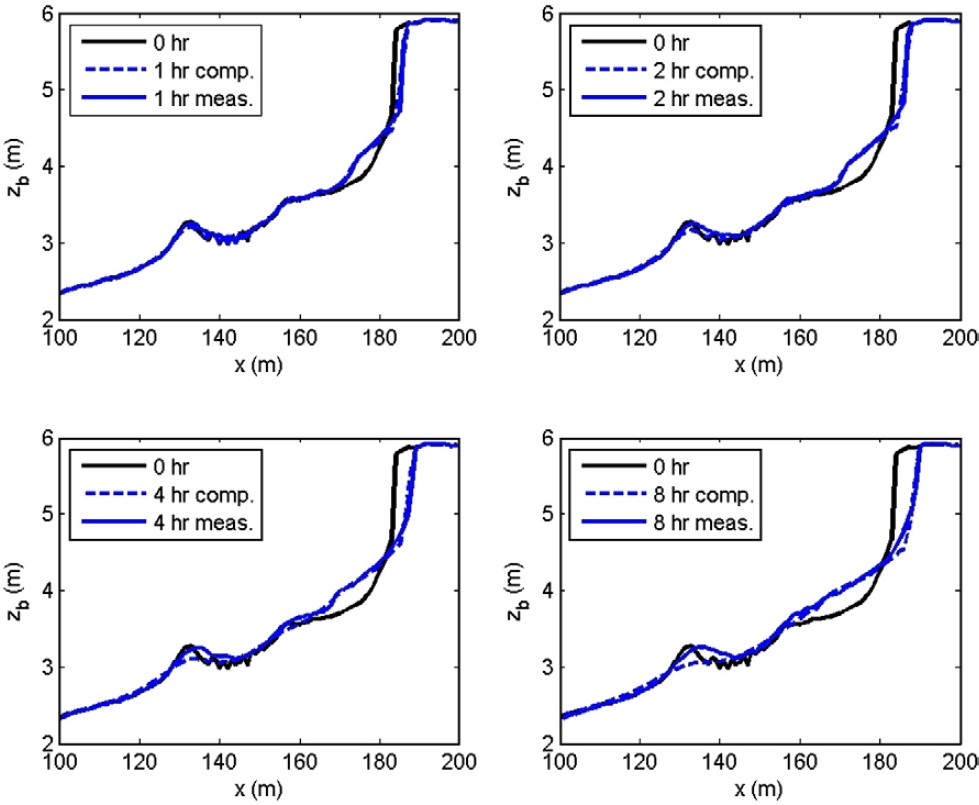 6
5
4
3
2
z_b (m)
0 hr
1 hr comp.
1 hr meas.
100 120 140 160 180 200
x (m)
6
5
4
3
2
z_b (m)
0 hr
2 hr comp.
2 hr meas.
100 120 140 160 180 200
x (m)
6
5
4
3
2
z_b (m)
0 hr
4 hr comp.
4 hr meas.
100 120 140 160 180 200
x (m)
6
5
4
3
2
z_b (m)
0 hr
8 hr comp.
8 hr meas.
100 120 140 160 180 200
x (m)